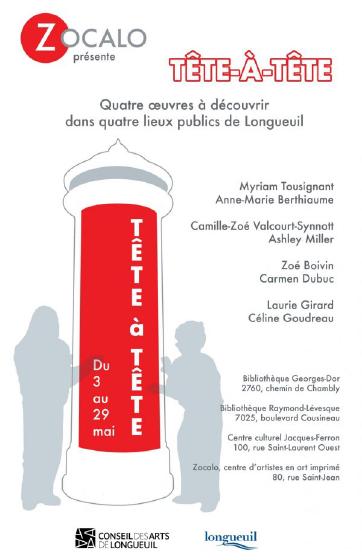 ZOCALO
présente
TÊTE-À-TÊTE
Quatre œuvres à découvrir
dans quatre lieux publics de Longueuil
Myriam Tousignant
Anne-Marie Berthiaume
Camille-Zoé Valcourt-Synnott
Ashley Miller
Zoé Boivin
Carmen Dubuc
Laurie Girard
Céline Goudreau
TÊTE à TÊTE
Du
3
au
29
mai
Bibliothèque Georges-Dor
2760, chemin de Chambly
Bibliothèque Raymond-Lévesque
7025, boulevard Cousineau
Centre culturel Jacques-Ferron
100, rue Saint-Laurent Ouest
Zocalo, centre d'artistes en art imprimé
80, rue Saint-Jean
CONSEIL DES ARTS
DE LONGUEUIL
longueuil